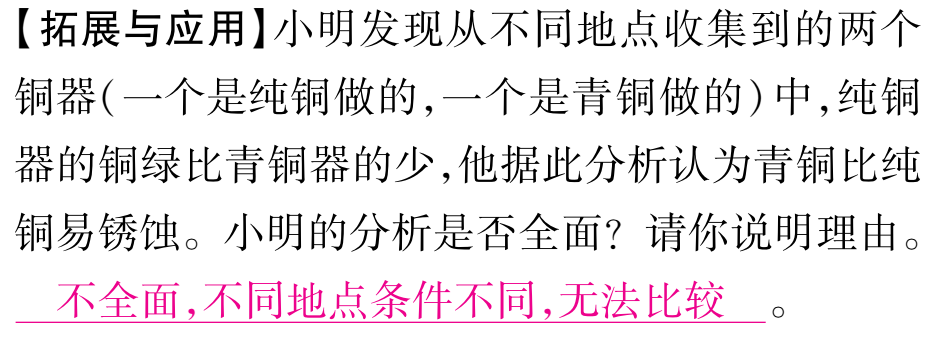 【拓展与应用】小明发现从不同地点收集到的两个
铜器(一个是纯铜做的,一个是青铜做的)中,纯铜
器的铜绿比青铜器的少,他据此分析认为青铜比纯
铜易锈蚀。小明的分析是否全面?请你说明理由。
不全面,不同地点条件不同,无法比较。